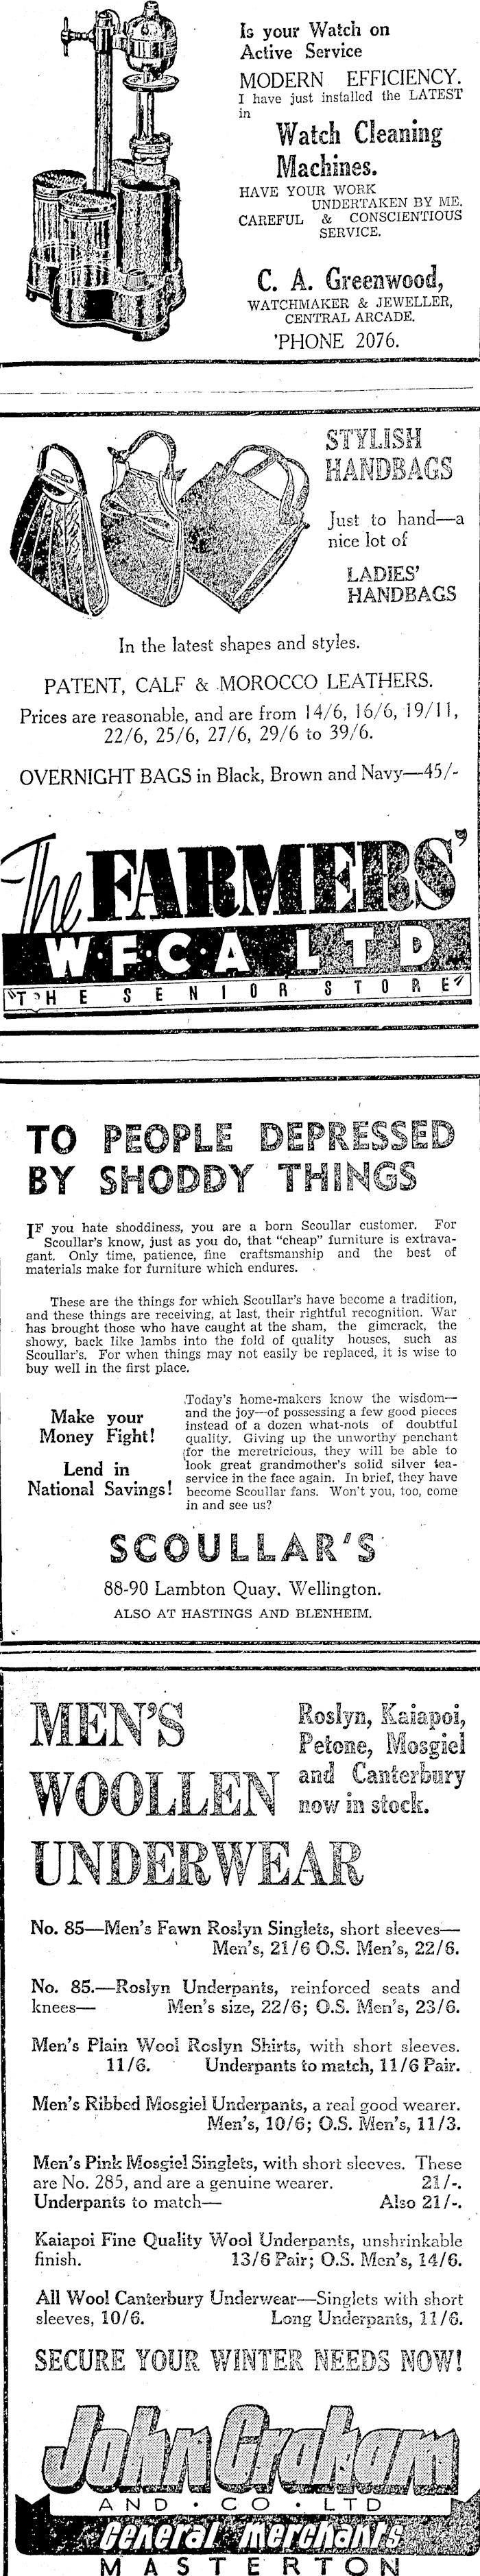 Is your Watch on
Active Service
MODERN EFFICIENCY.
I have just installed the LATEST
in
Watch Cleaning
Machines.
HAVE YOUR WORK
UNDERTAKEN BY ME.
CAREFUL & CONSCIENTIOUS
SERVICE.
C. A. Greenwood,
WATCHMAKER & JEWELLER,
CENTRAL ARCADE.
'PHONE 2076.
STYLISH
HANDBAGS
Just to hand—a
nice lot of
LADIES'
HANDBAGS
In the latest shapes and styles.
PATENT, CALF & MOROCCO LEATHERS.
Prices are reasonable, and are from 14/6, 16/6, 19/11,
22/6, 25/6, 27/6, 29/6 to 39/6.
OVERNIGHT BAGS in Black, Brown and Navy—45/-
The FARMERS'
W·F·C·A LTD
"THE SENIOR STORE"
TO PEOPLE DEPRESSED
BY SHODDY THINGS
IF you hate shoddiness, you are a born Scoullar customer. For
Scoullar's know, just as you do, that "cheap" furniture is extrava-
gant. Only time, patience, fine craftsmanship and the best of
materials make for furniture which endures.
These are the things for which Scoullar's have become a tradition,
and these things are receiving, at last, their rightful recognition. War
has brought those who have caught at the sham, the gimcrack, the
showy, back like lambs into the fold of quality houses, such as
Scoullar's. For when things may not easily be replaced, it is wise to
buy well in the first place.
Make your
Money Fight!
Lend in
National Savings!
Today's home-makers know the wisdom—
and the joy—of possessing a few good pieces
instead of a dozen what-nots of doubtful
quality. Giving up the unworthy penchant
for the meretricious, they will be able to
look great grandmother's solid silver tea-
service in the face again. In brief, they have
become Scoullar fans. Won't you, too, come
in and see us?
SCOULLAR'S
88-90 Lambton Quay, Wellington.
ALSO AT HASTINGS AND BLENHEIM.
MEN'S
WOOLLEN
UNDERWEAR
Roslyn, Kaiapoi,
Petone, Mosgiel
and Canterbury
now in stock.
No. 85—Men's Fawn Roslyn Singlets, short sleeves—
Men's, 21/6 O.S. Men's, 22/6.
No. 85.—Roslyn Underpants, reinforced seats and
knees— Men's size, 22/6; O.S. Men's, 23/6.
Men's Plain Wool Roslyn Shirts, with short sleeves.
11/6. Underpants to match, 11/6 Pair.
Men's Ribbed Mosgiel Underpants, a real good wearer.
Men's, 10/6; O.S. Men's, 11/3.
Men's Pink Mosgiel Singlets, with short sleeves. These
are No. 285, and are a genuine wearer. 21/-.
Underpants to match— Also 21/-.
Kaiapoi Fine Quality Wool Underpants, unshrinkable
finish. 13/6 Pair; O.S. Men's, 14/6.
All Wool Canterbury Underwear—Singlets with short
sleeves, 10/6. Long Underpants, 11/6.
SECURE YOUR WINTER NEEDS NOW!
John Graham
AND · CO · LTD
General merchants
MASTERTON